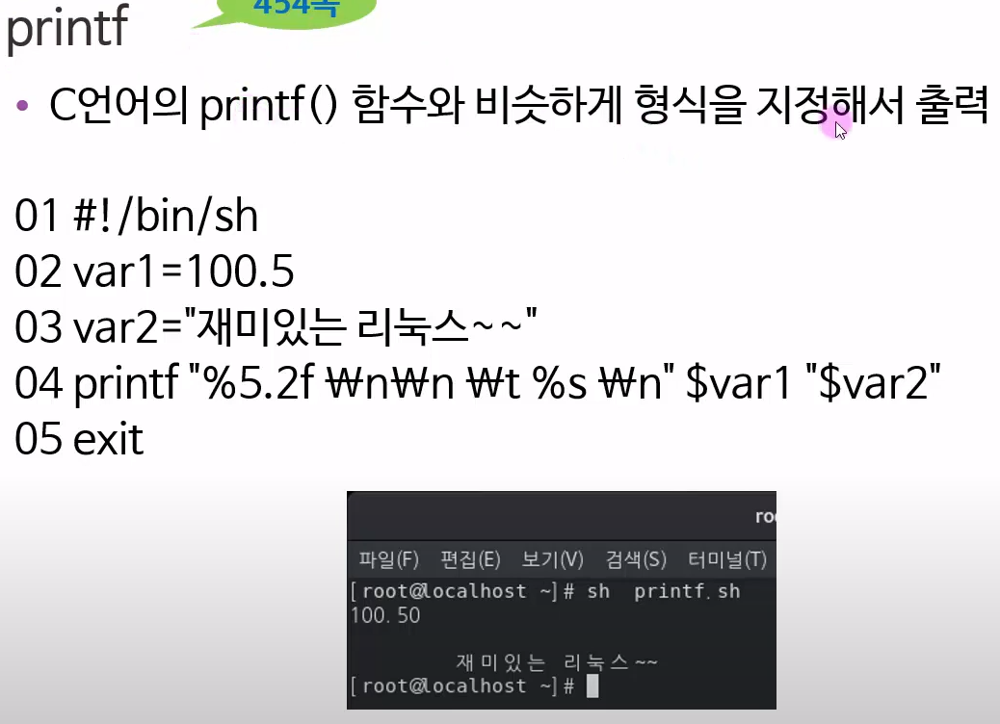 454쪽
printf
• C언어의 printf() 함수와 비슷하게 형식을 지정해서 출력
01 #!/bin/sh
02 var1=100.5
03 var2="재미있는 리눅스~~"
04 printf "%5.2f ₩n₩n ₩t %s ₩n" $var1 "$var2"
05 exit
roo
파일(F) 편집(E) 보기(V) 검색(S) 터미널(T)
[root@localhost ~]# sh printf.sh
100.50
재미있는 리눅스~~
[root@localhost ~]#